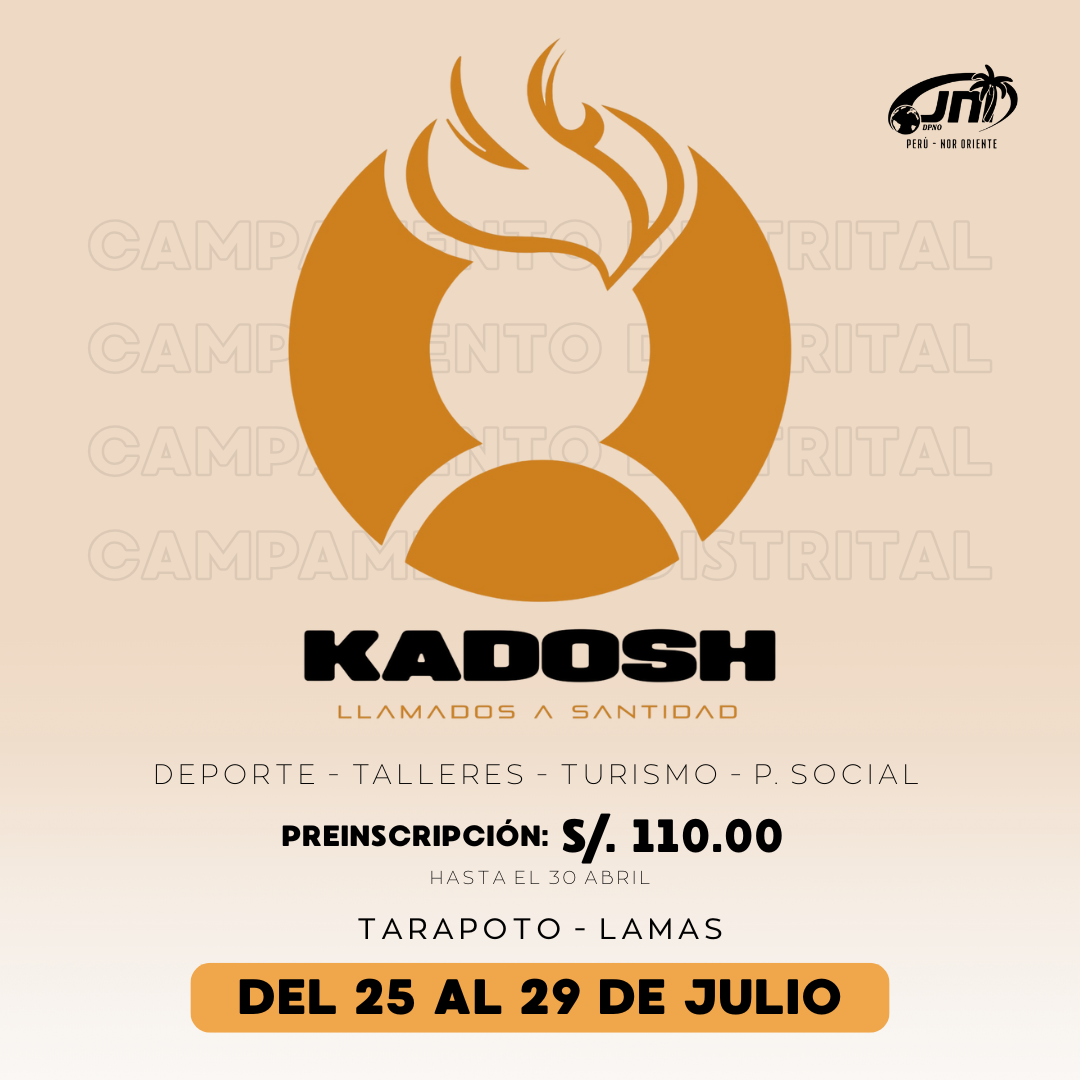 JNI
DPNO
PERÙ - NOR ORIENTE
CAMPAMENTO DISTRITAL
CAMPAMENTO DISTRITAL
CAMPAMENTO DISTRITAL
CAMPAMENTO DISTRITAL
KADOSH
LLAMADOS A SANTIDAD
DEPORTE - TALLERES - TURISMO - P. SOCIAL
PREINSCRIPCIÓN: S/. 110.00
HASTA EL 30 ABRIL
TARAPOTO - LAMAS
DEL 25 AL 29 DE JULIO